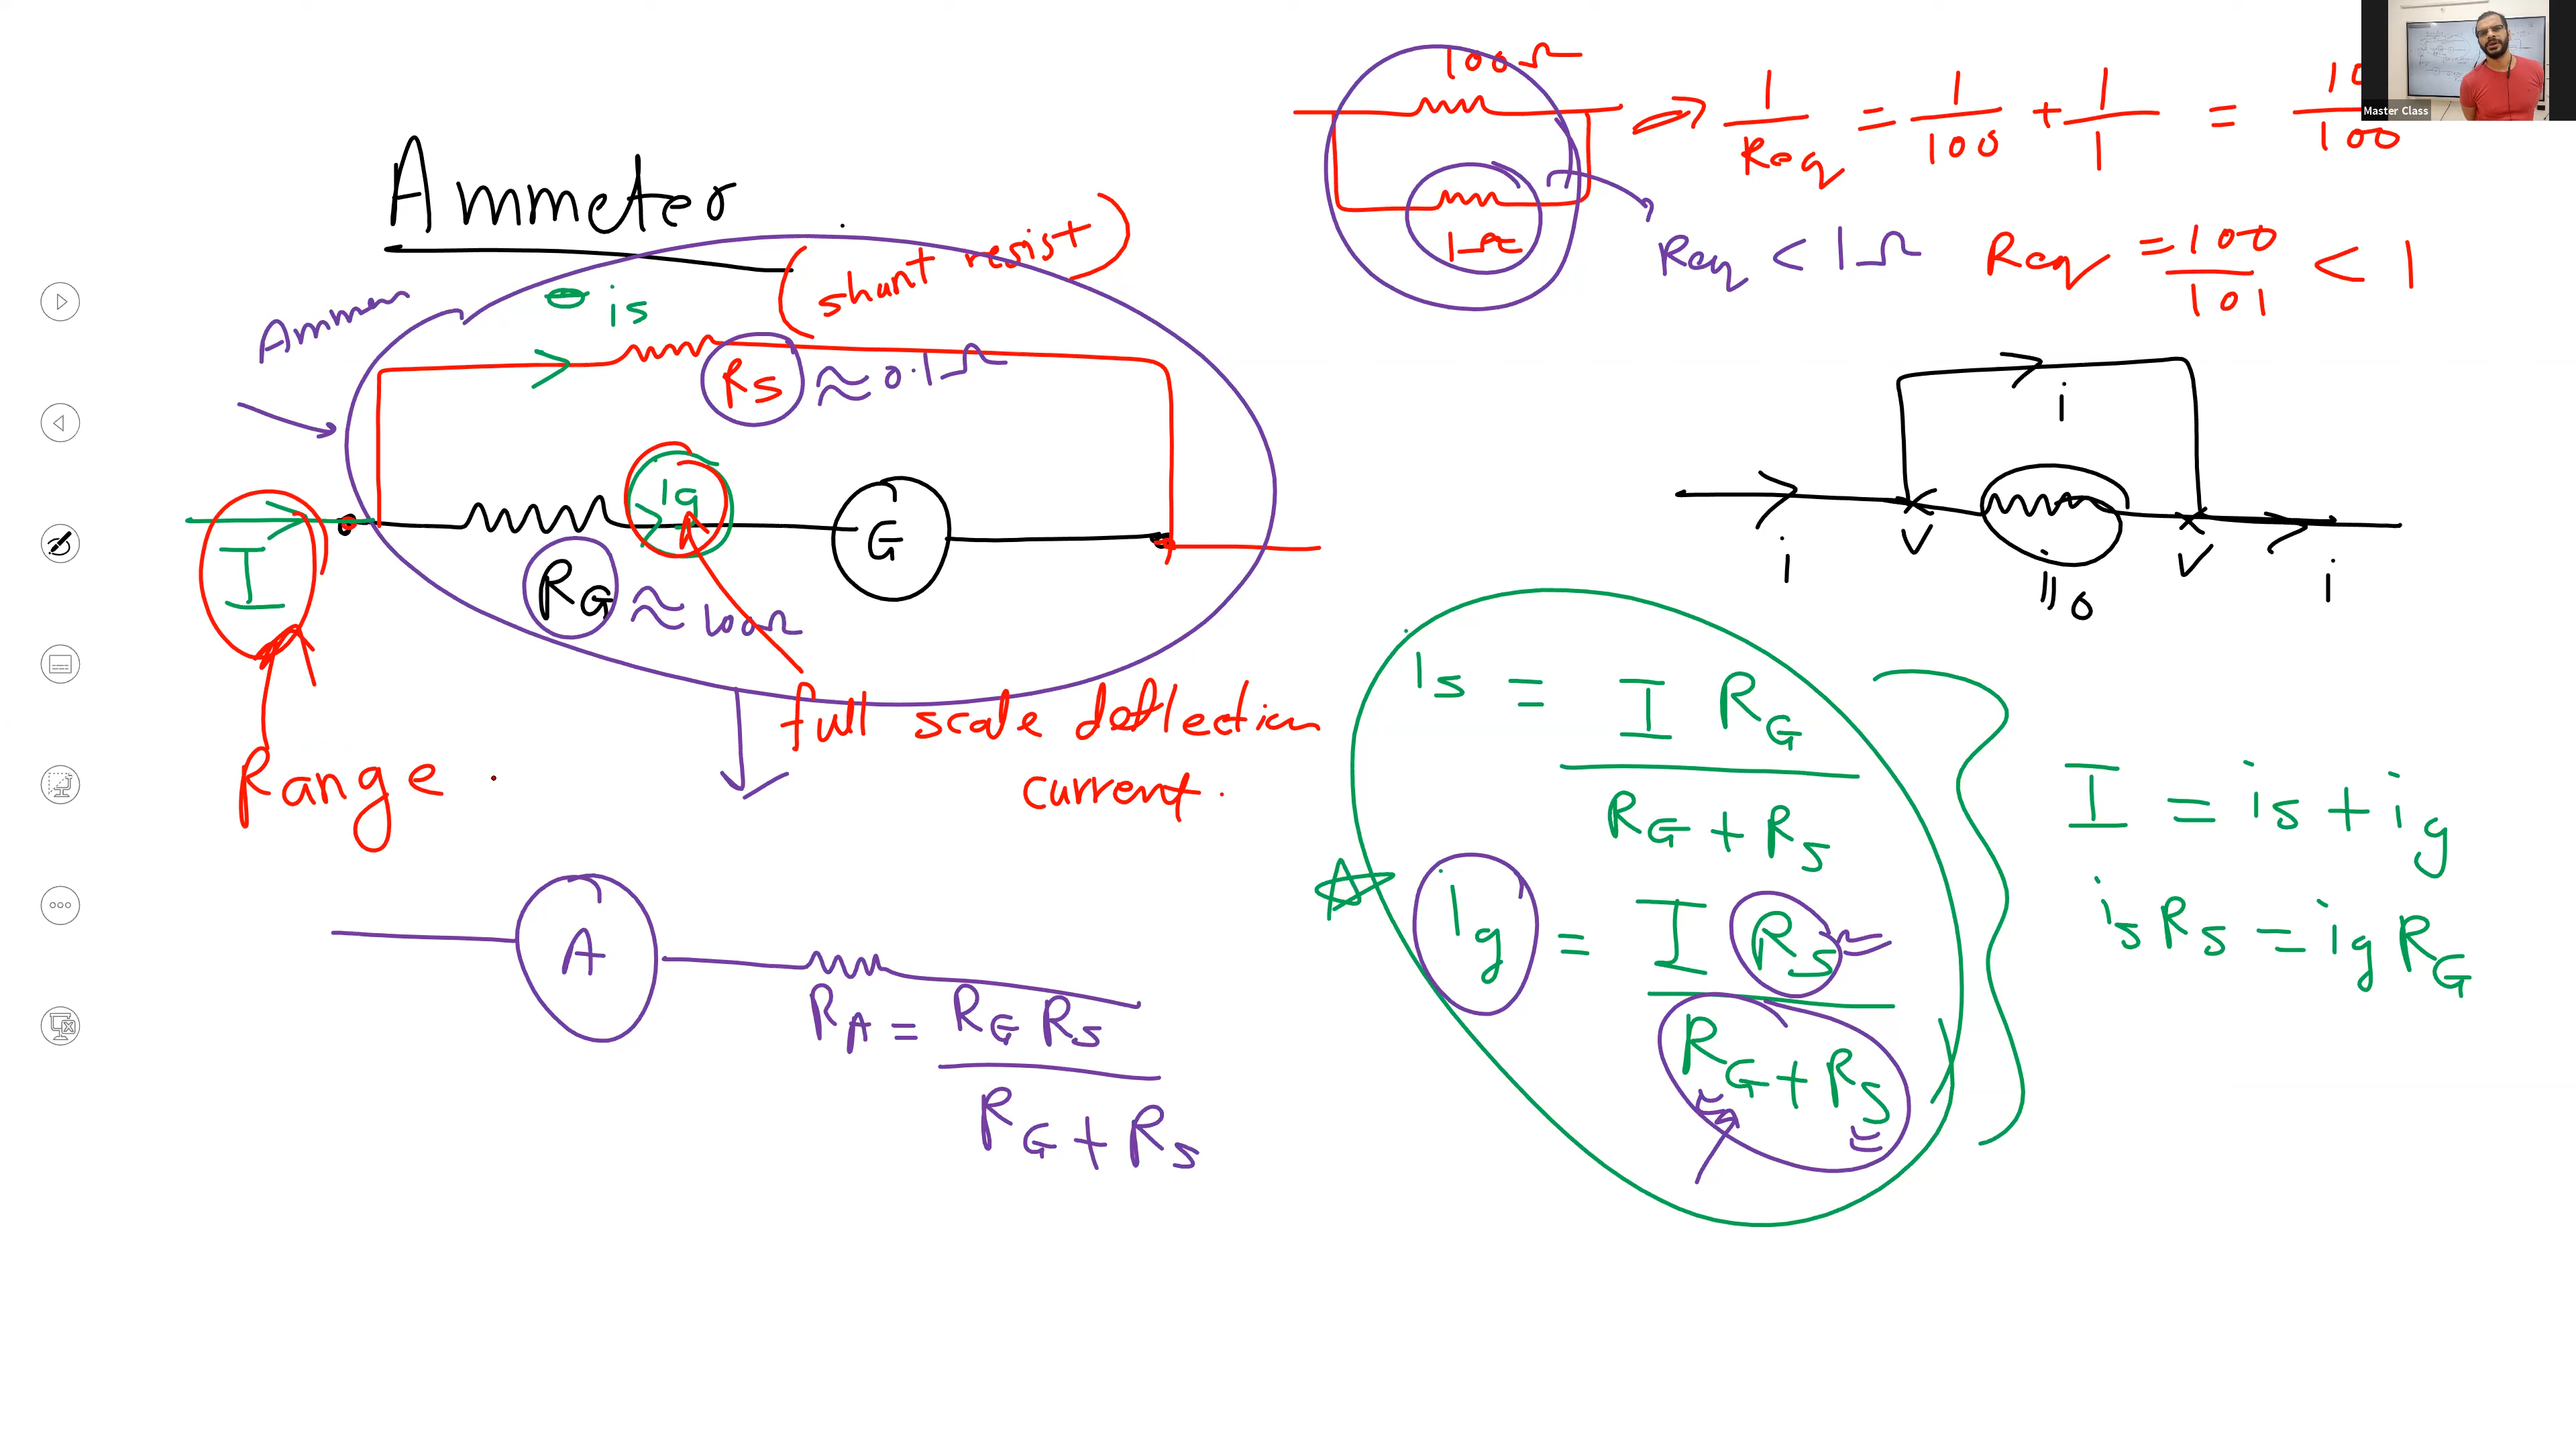 Ammeter
(shunt resist)
is
Rs ≈ 0.1Ω
I
ig
G
RG ≈ 100Ω
Range
full scale deflection
current.
A
RA = RG Rs
RG + Rs
100Ω
1Ω
1/Req = 1/100 + 1/1 =
100
Master Class
Req < 1Ω
Req = 100/101 < 1
i
i
V
V
i
i
0
is = I RG
RG + Rs
ig = I Rs
RG + Rs
I = is + ig
is Rs = ig RG